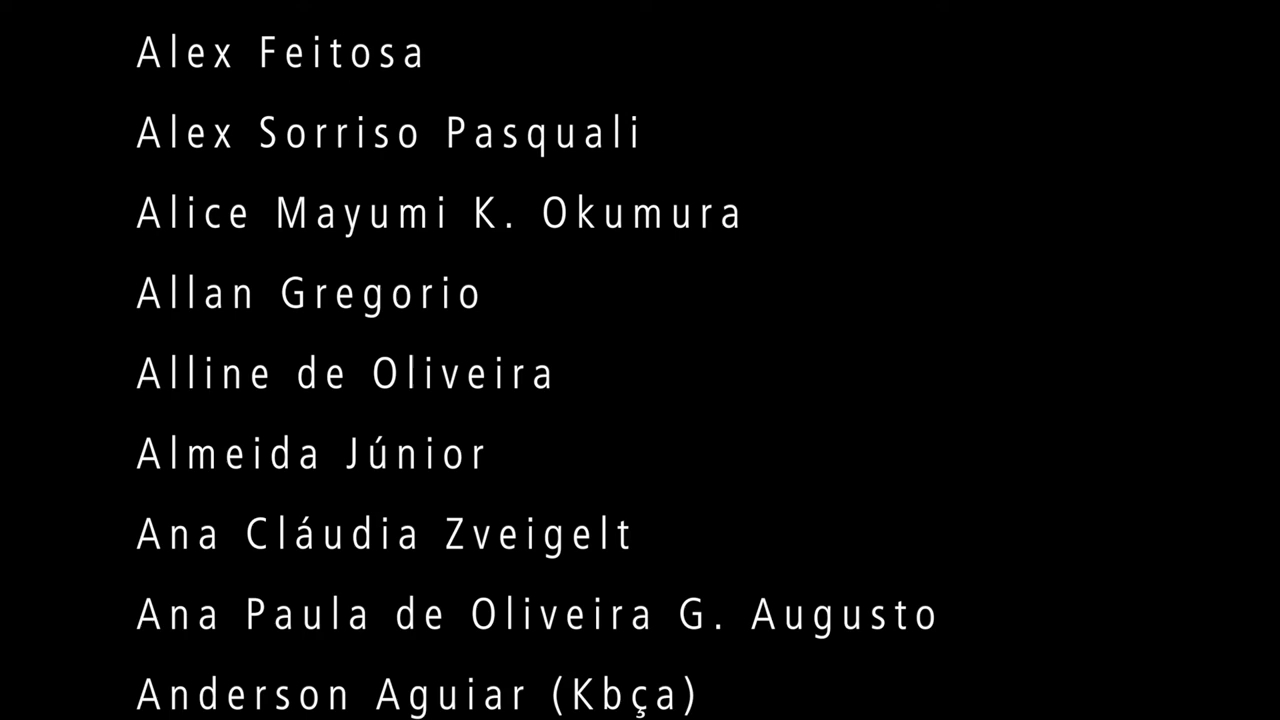 Alex Feitosa
Alex Sorriso Pasquali
Alice Mayumi K. Okumura
Allan Gregorio
Alline de Oliveira
Almeida Júnior
Ana Cláudia Zveigelt
Ana Paula de Oliveira G. Augusto
Anderson Aguiar (Kbça)